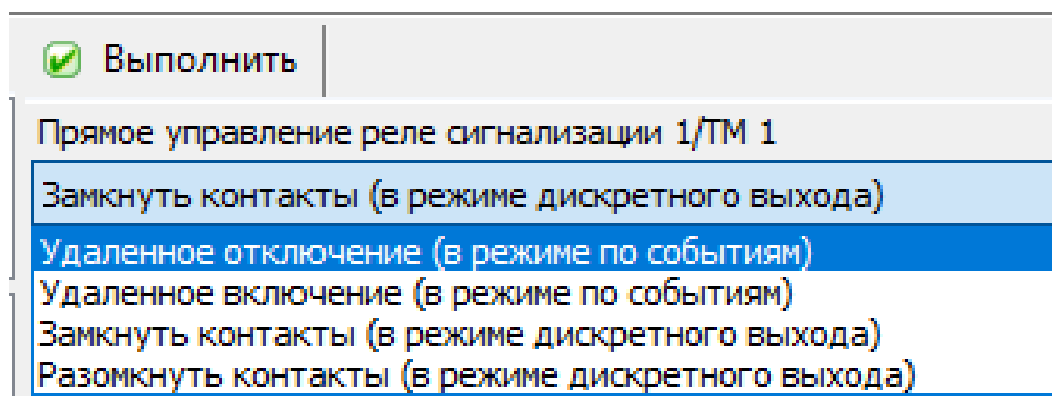 Выполнить
Прямое управление реле сигнализации 1/ТМ 1
Замкнуть контакты (в режиме дискретного выхода)
Удаленное отключение (в режиме по событиям)
Удаленное включение (в режиме по событиям)
Замкнуть контакты (в режиме дискретного выхода)
Разомкнуть контакты (в режиме дискретного выхода)